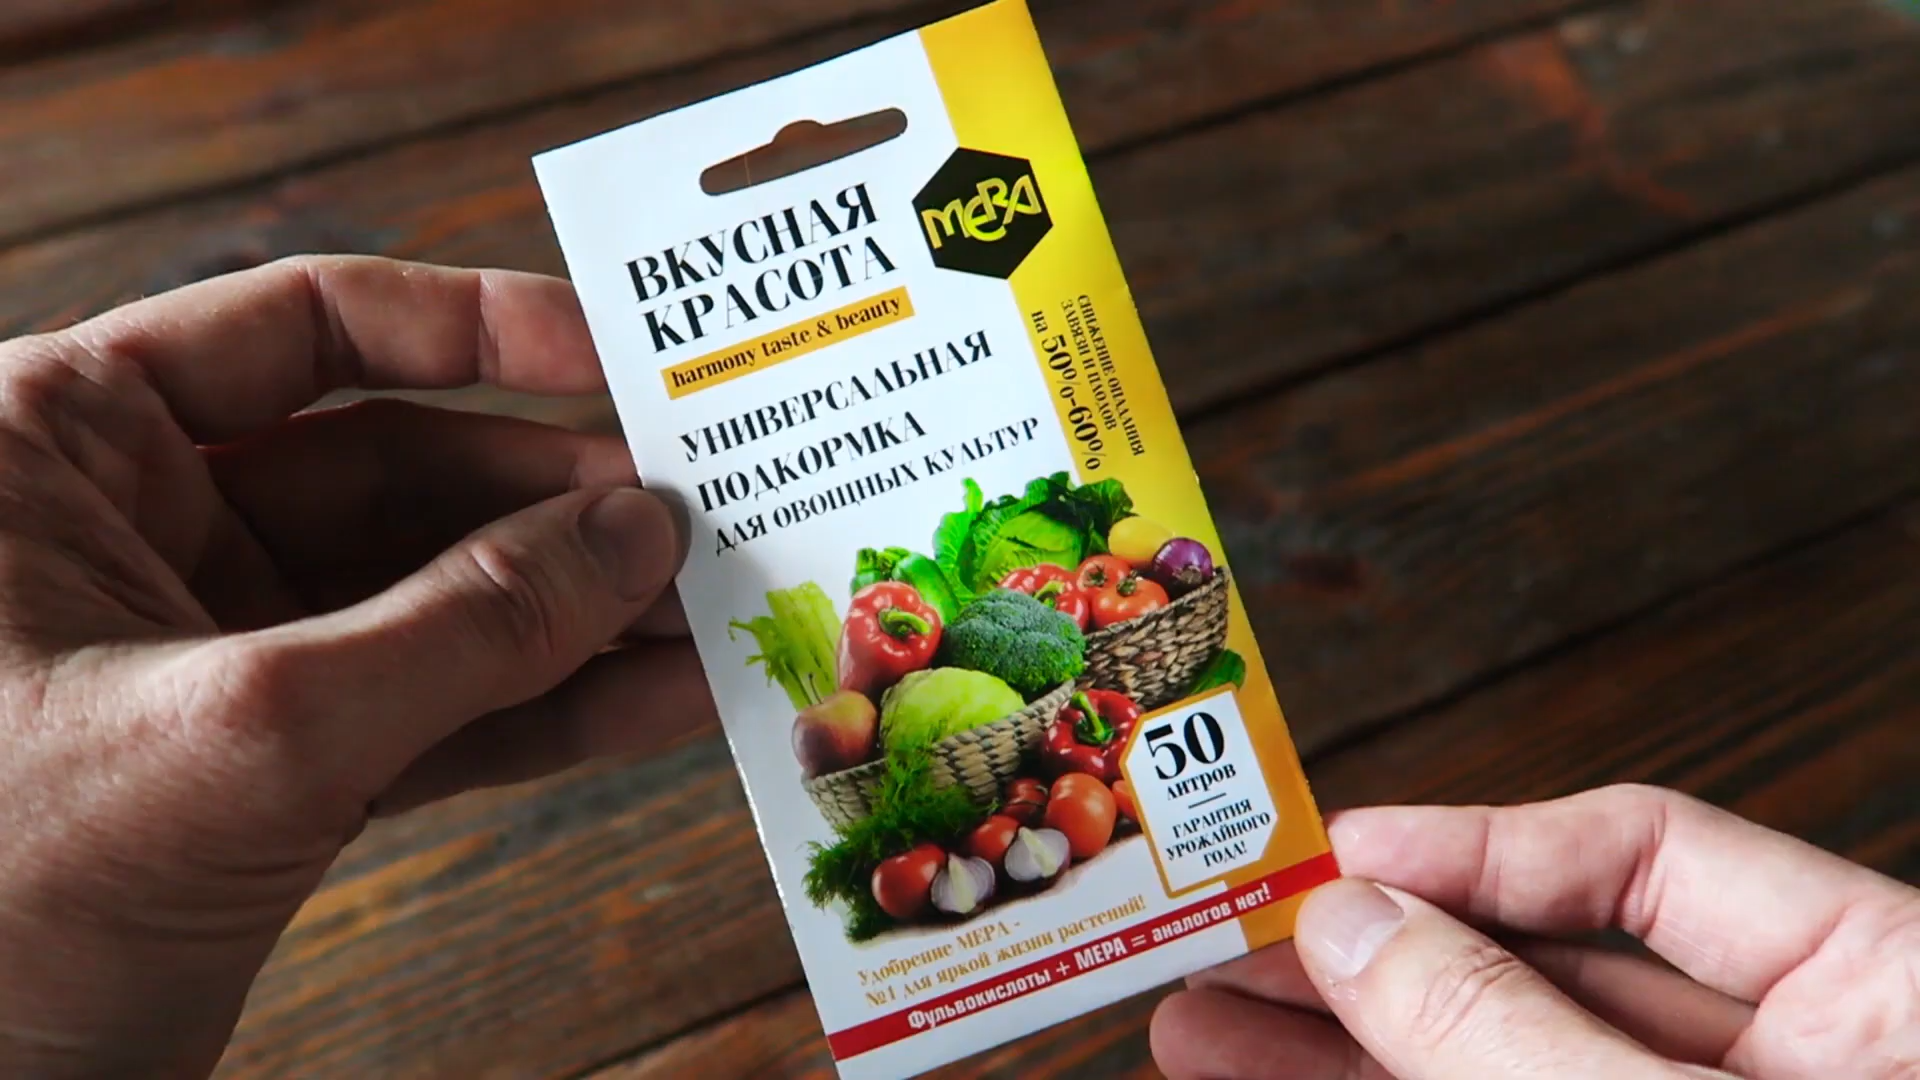 ВКУСНАЯ
КРАСОТА
harmony taste & beauty
МЕРА
УНИВЕРСАЛЬНАЯ
ПОДКОРМКА
ДЛЯ ОВОЩНЫХ КУЛЬТУР
СНИЖЕНИЕ ОПАДАНИЯ
ЗАВЯЗИ И ПЛОДОВ
на 50%-60%
50
литров
ГАРАНТИЯ
УРОЖАЙНОГО
ГОДА!
Удобрение МЕРА -
№1 для яркой жизни растений!
Фульвокислоты + МЕРА = аналогов нет!